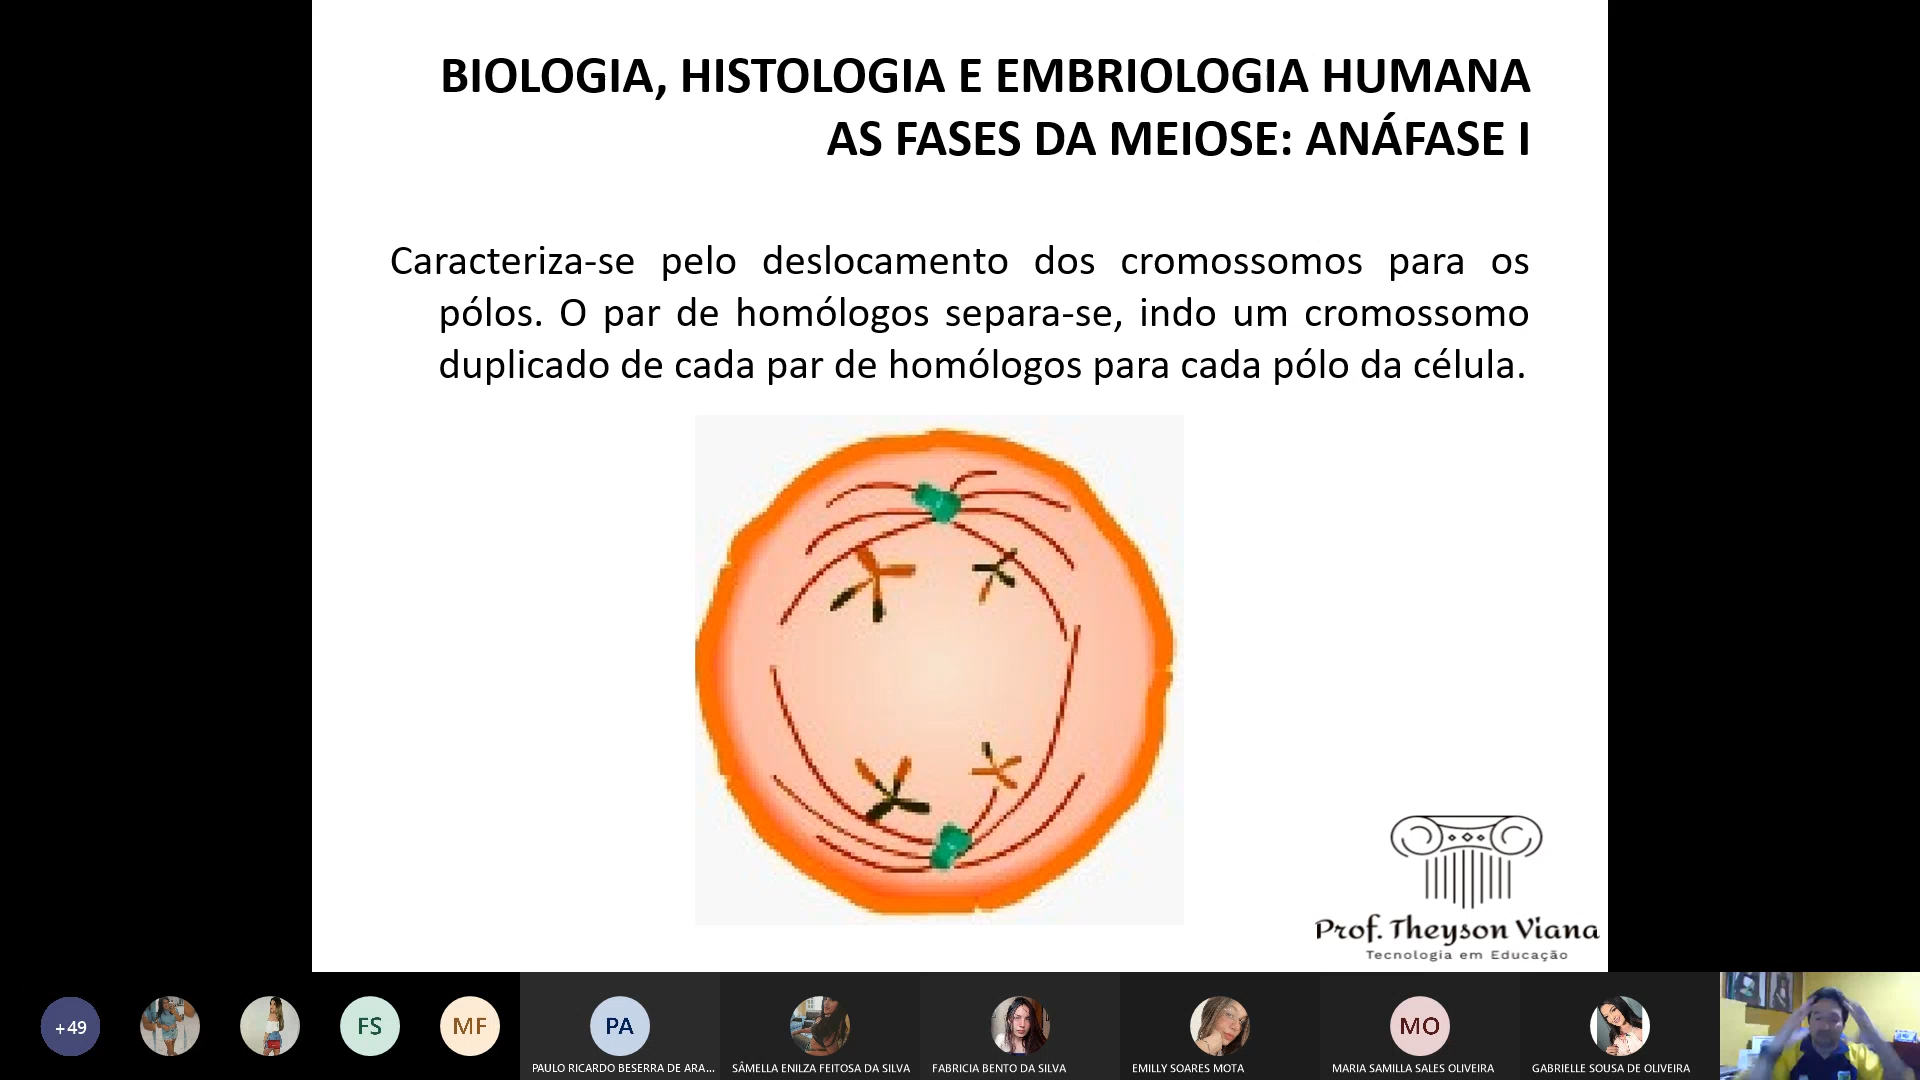 BIOLOGIA, HISTOLOGIA E EMBRIOLOGIA HUMANA
AS FASES DA MEIOSE: ANÁFASE I
Caracteriza-se pelo deslocamento dos cromossomos para os
pólos. O par de homólogos separa-se, indo um cromossomo
duplicado de cada par de homólogos para cada pólo da célula.
Prof. Theyson Viana
Tecnologia em Educação
+49
FS
MF
PA
MO
PAULO RICARDO BESERRA DE ARA...
SÂMELLA ENILZA FEITOSA DA SILVA
FABRICIA BENTO DA SILVA
EMILLY SOARES MOTA
MARIA SAMILLA SALES OLIVEIRA
GABRIELLE SOUSA DE OLIVEIRA